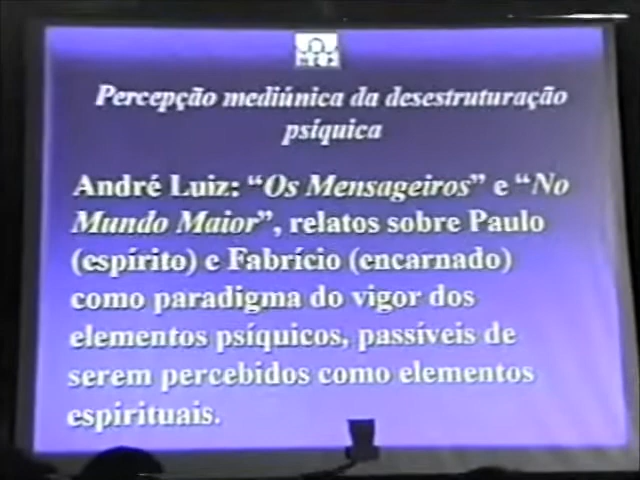 Percepção mediúnica da desestruturação
psíquica
André Luiz: “Os Mensageiros” e “No
Mundo Maior”, relatos sobre Paulo
(espírito) e Fabrício (encarnado)
como paradigma do vigor dos
elementos psíquicos, passíveis de
serem percebidos como elementos
espirituais.